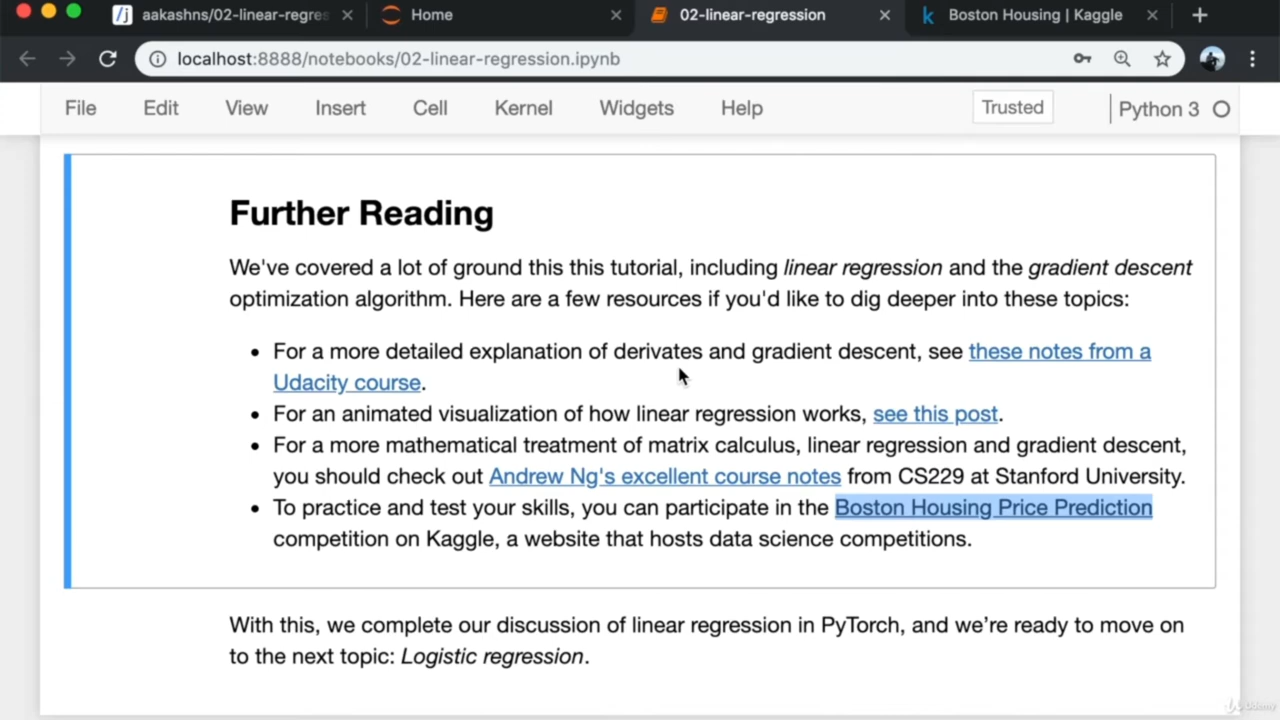 aakashns/02-linear-regres
Home
02-linear-regression
Boston Housing | Kaggle
localhost:8888/notebooks/02-linear-regression.ipynb
File Edit View Insert Cell Kernel Widgets Help Trusted Python 3
Further Reading
We've covered a lot of ground this this tutorial, including linear regression and the gradient descent
optimization algorithm. Here are a few resources if you'd like to dig deeper into these topics:
• For a more detailed explanation of derivates and gradient descent, see these notes from a
Udacity course.
• For an animated visualization of how linear regression works, see this post.
• For a more mathematical treatment of matrix calculus, linear regression and gradient descent,
you should check out Andrew Ng's excellent course notes from CS229 at Stanford University.
• To practice and test your skills, you can participate in the Boston Housing Price Prediction
competition on Kaggle, a website that hosts data science competitions.
With this, we complete our discussion of linear regression in PyTorch, and we’re ready to move on
to the next topic: Logistic regression.
Udemy